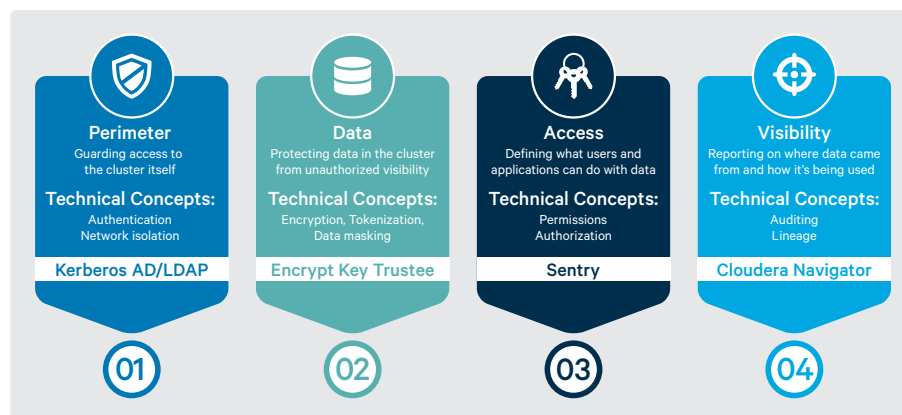 Perimeter
Guarding access to
the cluster itself
Technical Concepts:
Authentication
Network isolation
Kerberos AD/LDAP
01
Data
Protecting data in the cluster
from unauthorized visibility
Technical Concepts:
Encryption, Tokenization,
Data masking
Encrypt Key Trustee
02
Access
Defining what users and
applications can do with data
Technical Concepts:
Permissions
Authorization
Sentry
03
Visibility
Reporting on where data came
from and how it's being used
Technical Concepts:
Auditing
Lineage
Cloudera Navigator
04